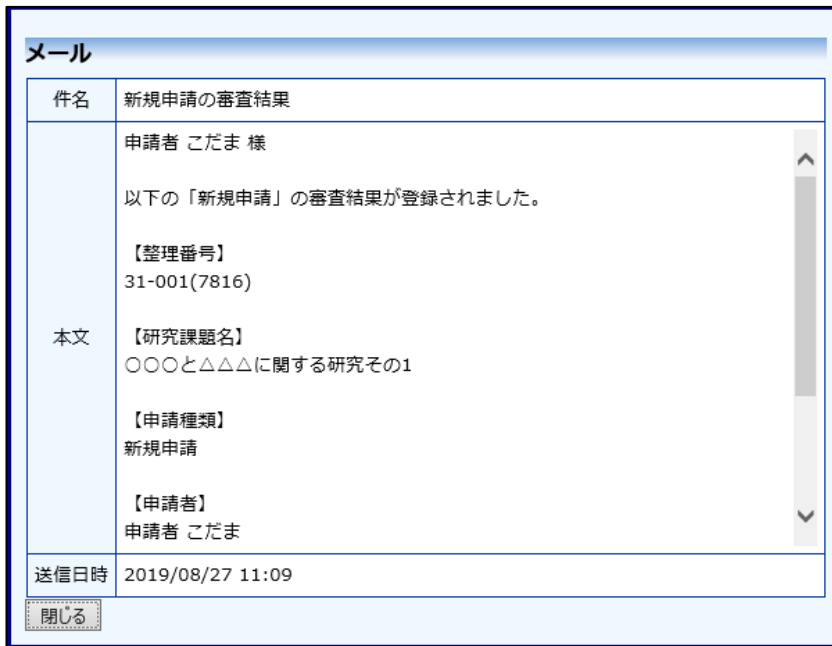 メール
件名 新規申請の審査結果
本文
申請者 こだま 様
以下の「新規申請」の審査結果が登録されました。
【整理番号】
31-001(7816)
【研究課題名】
○○○と△△△に関する研究その1
【申請種類】
新規申請
【申請者】
申請者 こだま
送信日時 2019/08/27 11:09
閉じる